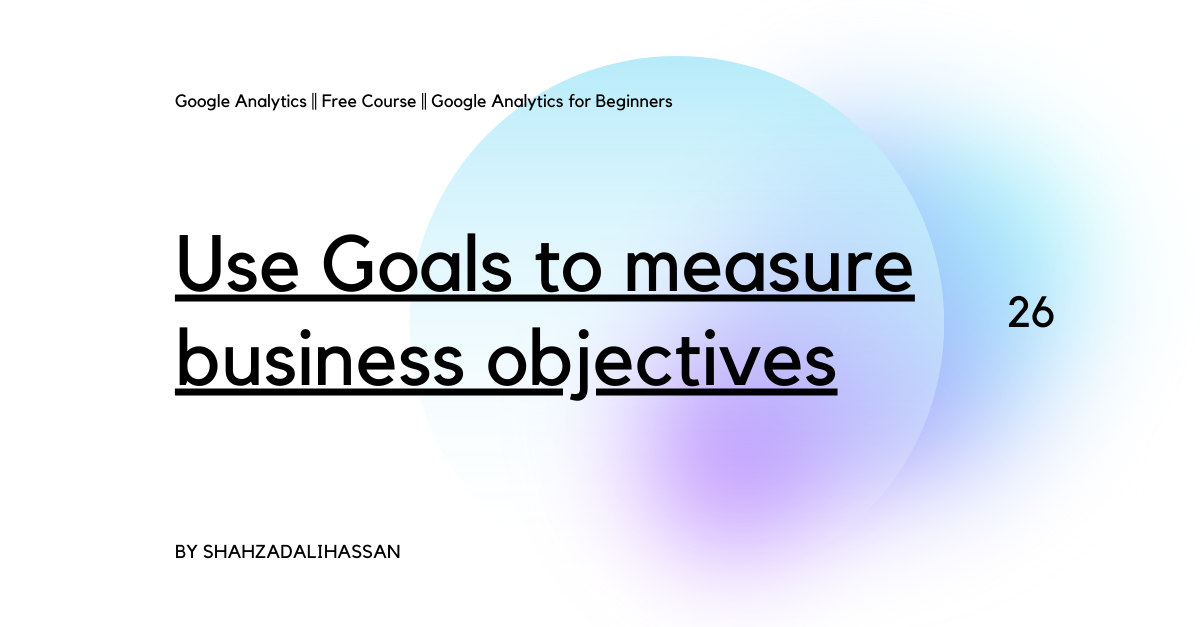 Google Analytics || Free Course || Google Analytics for Beginners
Use Goals to measure
business objectives
26
BY SHAHZADALIHASSAN